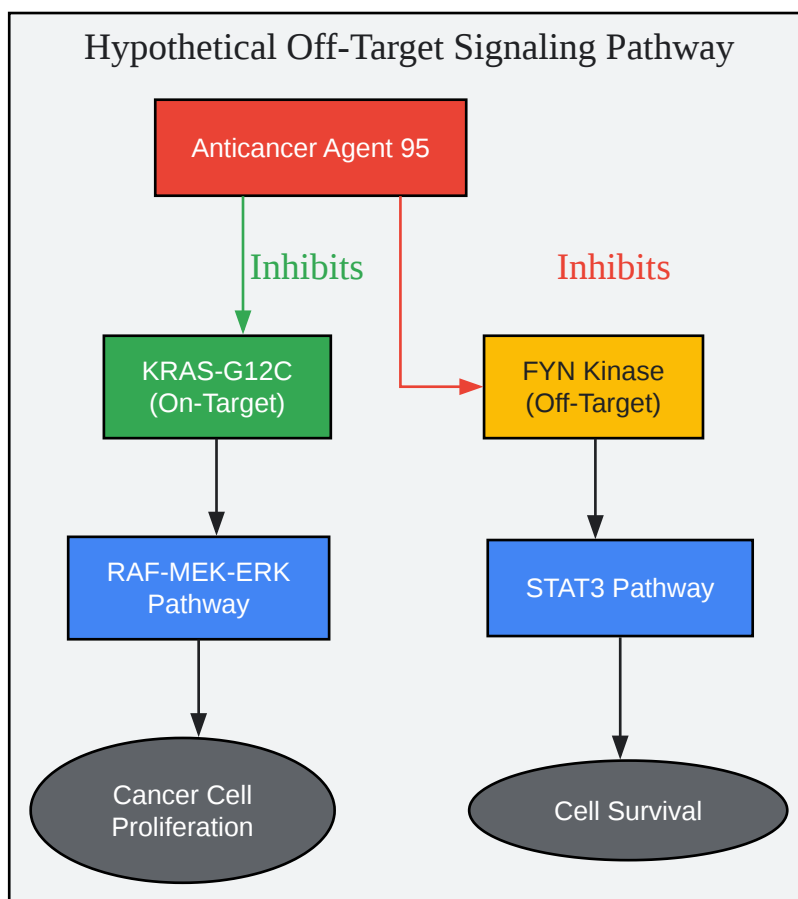 Hypothetical Off-Target Signaling Pathway
Anticancer Agent 95
Inhibits
Inhibits
KRAS-G12C
(On-Target)
FYN Kinase
(Off-Target)
RAF-MEK-ERK
Pathway
STAT3 Pathway
Cancer Cell
Proliferation
Cell Survival